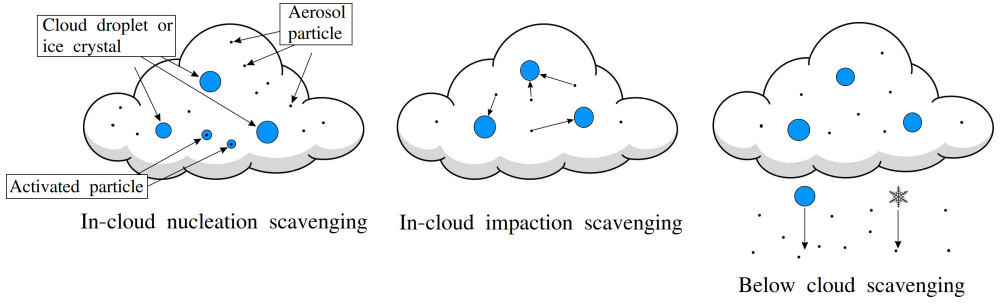 Cloud droplet or
ice crystal
Aerosol
particle
Activated particle
In-cloud nucleation scavenging
In-cloud impaction scavenging
Below cloud scavenging